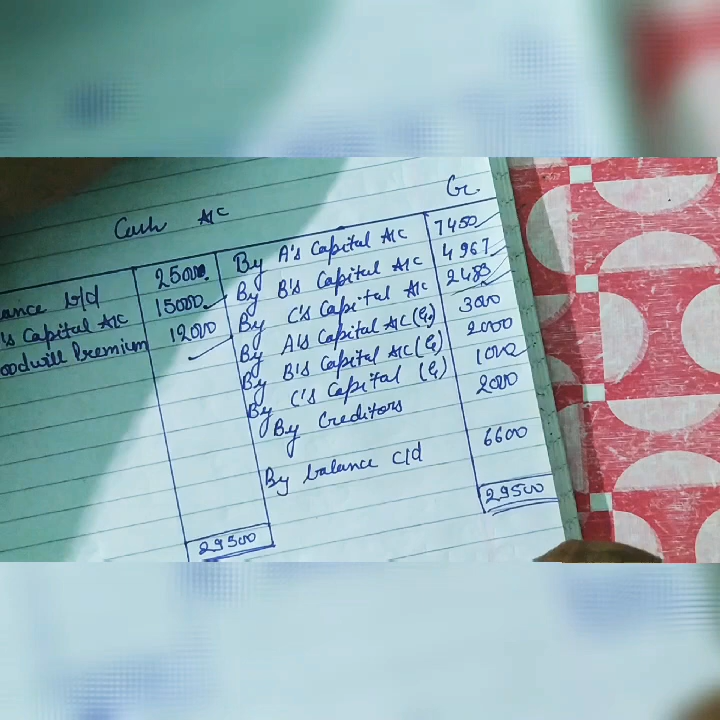 Cash A/c
Cr.
ance b/d 2500 By A's Capital A/c 7450
's Capital A/c 15000 By B's Capital A/c 4967
oodwill Premium 12000 By C's Capital A/c 2483
By A's Capital A/c (G.) 3000
By B's Capital A/c (G) 2000
By C's Capital (G) 1000
By Creditors 2000
By balance c/d 6600
29500 29500